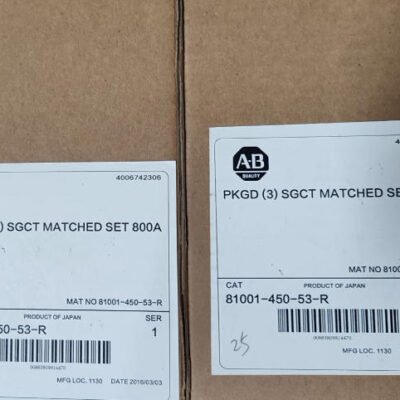 4006742306
) SGCT MATCHED SET 800A
MAT NO 81001-450-53-R
PRODUCT OF JAPAN
SER
50-53-R
1
MFG LOC. 1130 DATE 2016/03/03
4
A-B
QUALITY
PKGD (3) SGCT MATCHED SE
MAT NO 8100
CAT
PRODUCT OF JAPAN
81001-450-53-R
25
MFG LOC. 1130